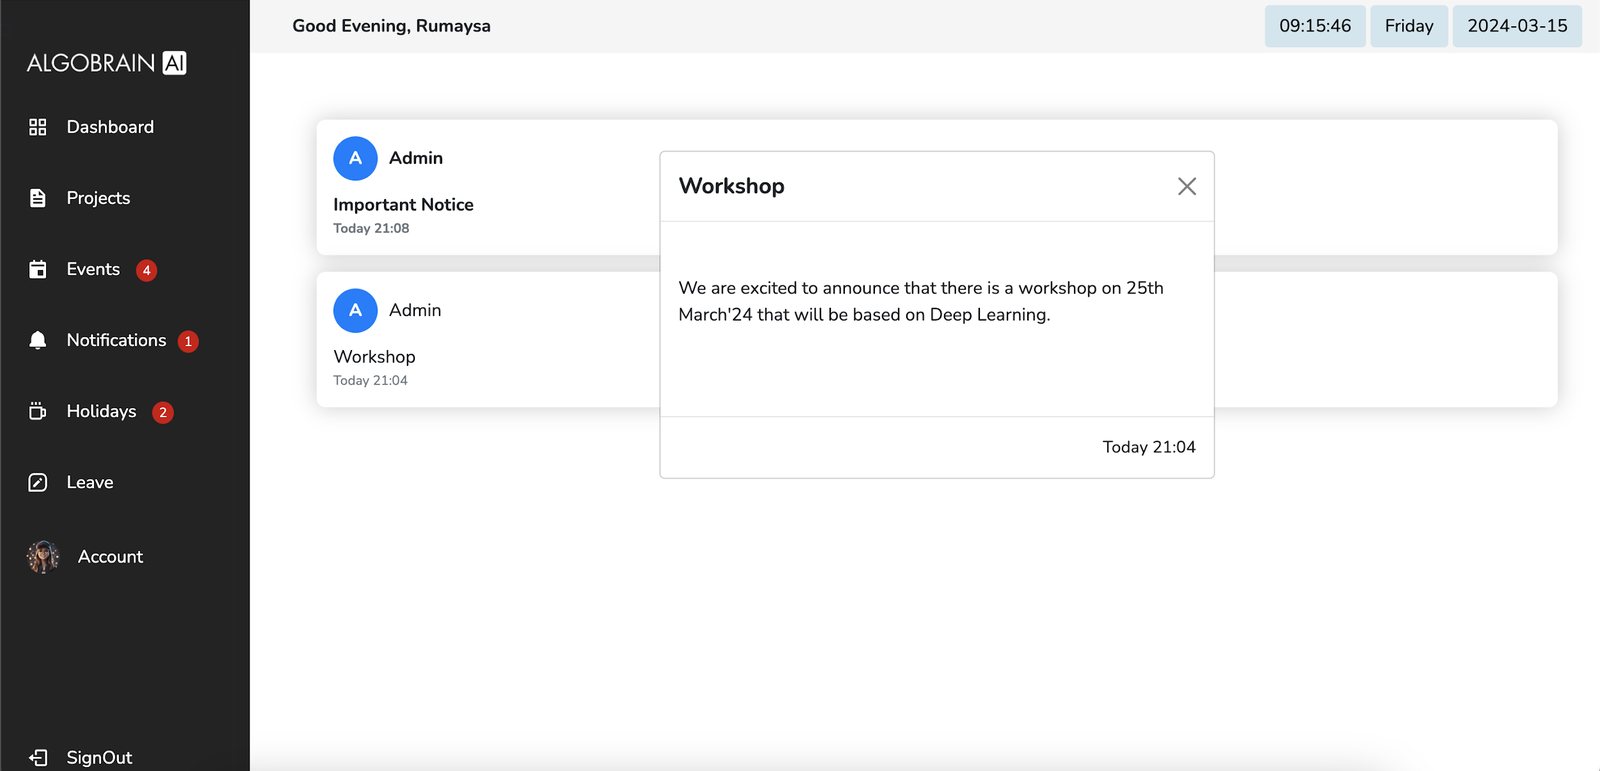 Good Evening, Rumaysa
09:15:46
Friday
2024-03-15
ALGOBRAIN AI
Dashboard
Projects
Events 4
Notifications 1
Holidays 2
Leave
Account
SignOut
A Admin
Important Notice
Today 21:08
A Admin
Workshop
Today 21:04
Workshop
We are excited to announce that there is a workshop on 25th
March'24 that will be based on Deep Learning.
Today 21:04